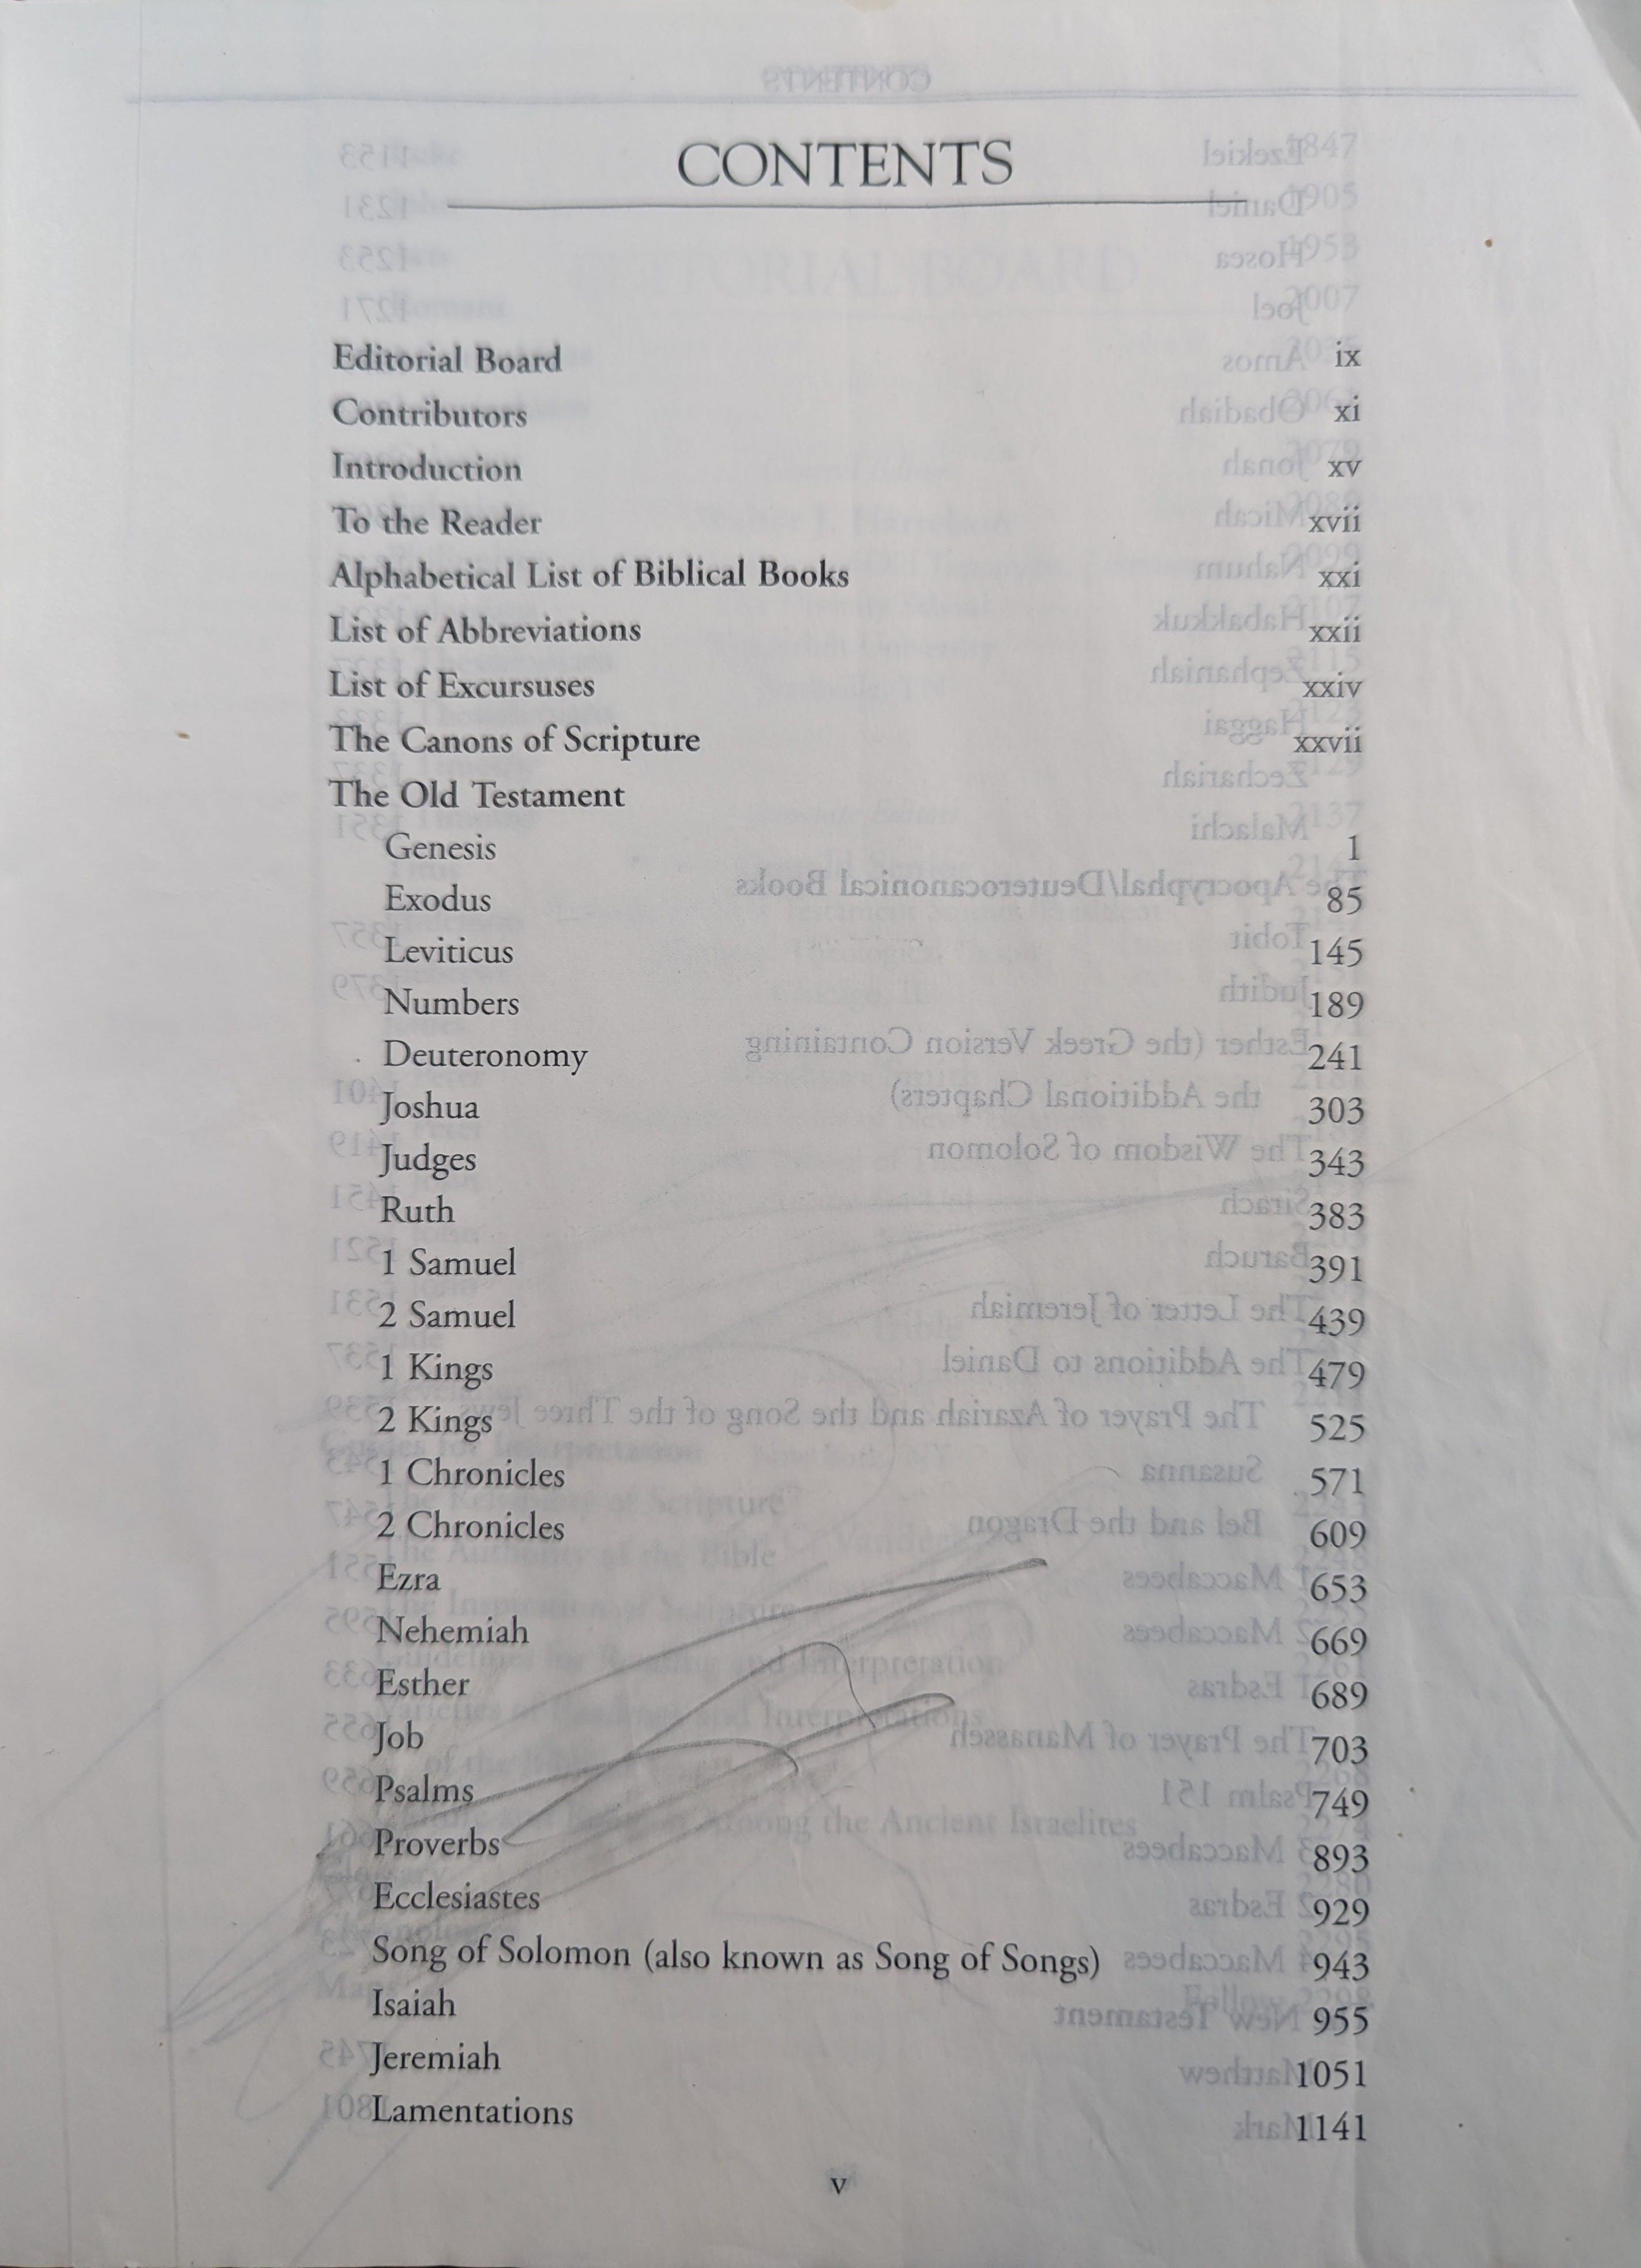 CONTENTS
Editorial Board ix
Contributors xi
Introduction xv
To the Reader xvii
Alphabetical List of Biblical Books xxi
List of Abbreviations xxii
List of Excursuses xxiv
The Canons of Scripture xxvii
The Old Testament
Genesis 1
Exodus 85
Leviticus 145
Numbers 189
Deuteronomy 241
Joshua 303
Judges 343
Ruth 383
1 Samuel 391
2 Samuel 439
1 Kings 479
2 Kings 525
1 Chronicles 571
2 Chronicles 609
Ezra 653
Nehemiah 669
Esther 689
Job 703
Psalms 749
Proverbs 893
Ecclesiastes 929
Song of Solomon (also known as Song of Songs) 943
Isaiah 955
Jeremiah 1051
Lamentations 1141
v